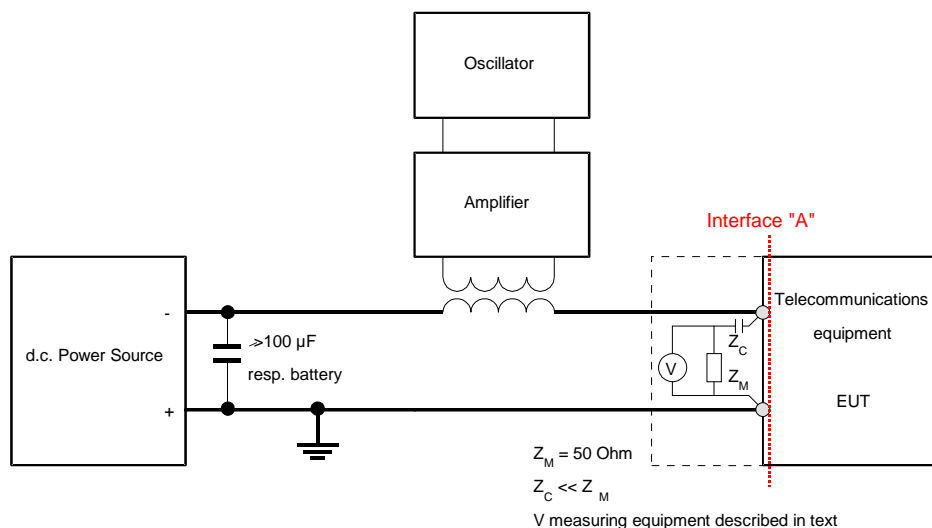 Oscillator
Amplifier
Interface "A"
-
d.c. Power Source
+
>100 µF
resp. battery
Telecommunications
equipment
EUT
Z_C
V
Z_M
Z_M = 50 Ohm
Z_C << Z_M
V measuring equipment described in text